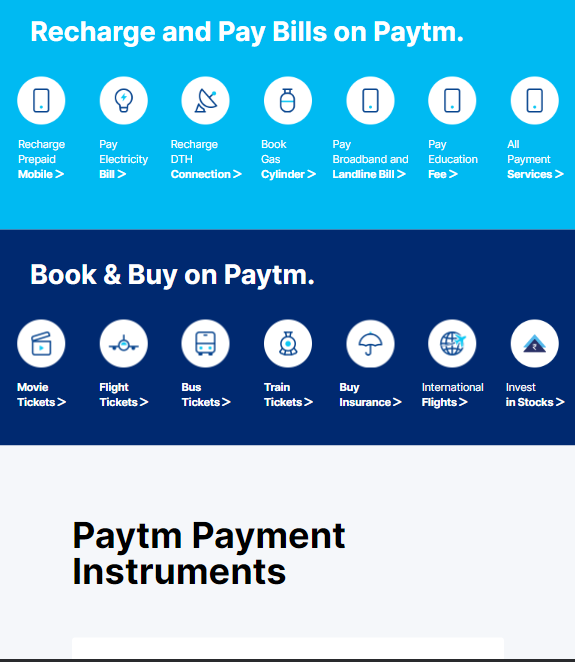 Recharge and Pay Bills on Paytm.
Recharge
Prepaid
Mobile >
Pay
Electricity
Bill >
Recharge
DTH
Connection >
Book
Gas
Cylinder >
Pay
Broadband and
Landline Bill >
Pay
Education
Fee >
All
Payment
Services >
Book & Buy on Paytm.
Movie
Tickets >
Flight
Tickets >
Bus
Tickets >
Train
Tickets >
Buy
Insurance >
International
Flights >
₹
Invest
in Stocks >
Paytm Payment
Instruments